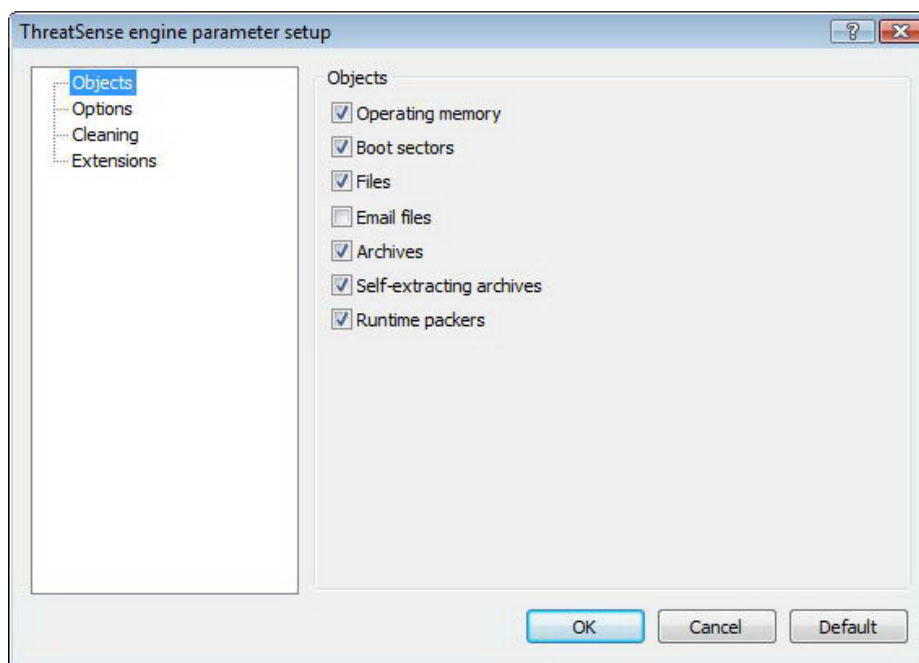 ThreatSense engine parameter setup
Objects
Options
Cleaning
Extensions
Objects
Operating memory
Boot sectors
Files
Email files
Archives
Self-extracting archives
Runtime packers
OK
Cancel
Default